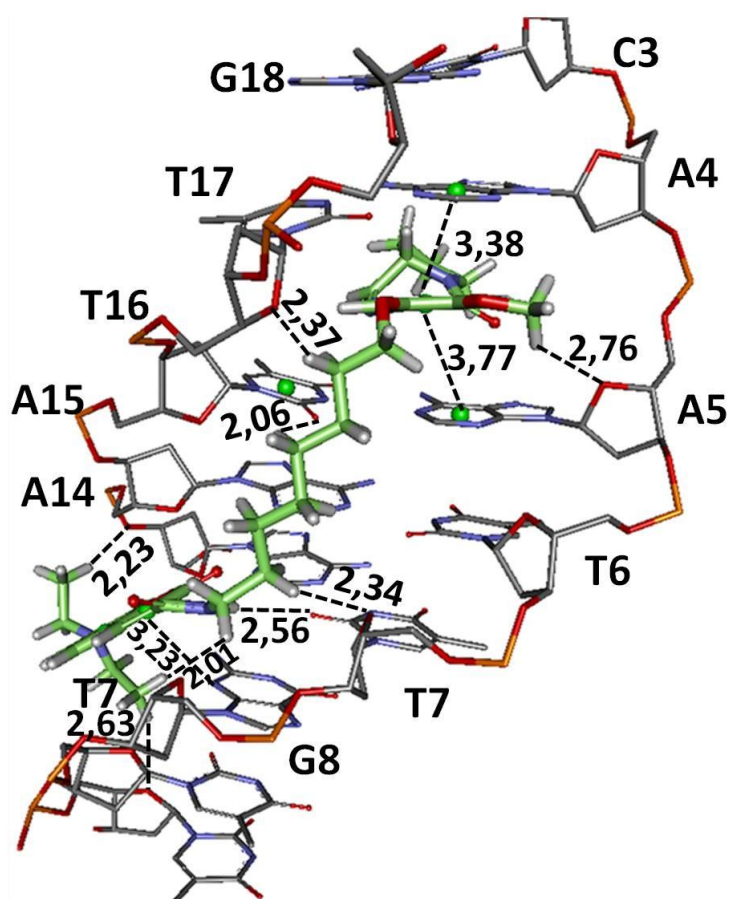 C3
G18
A4
T17
3,38
T16
2,37
3,77
2,76
A15
A5
2,06
A14
T6
2,23
2,34
2,56
3,23
2,01
T7
T7
2,63
G8